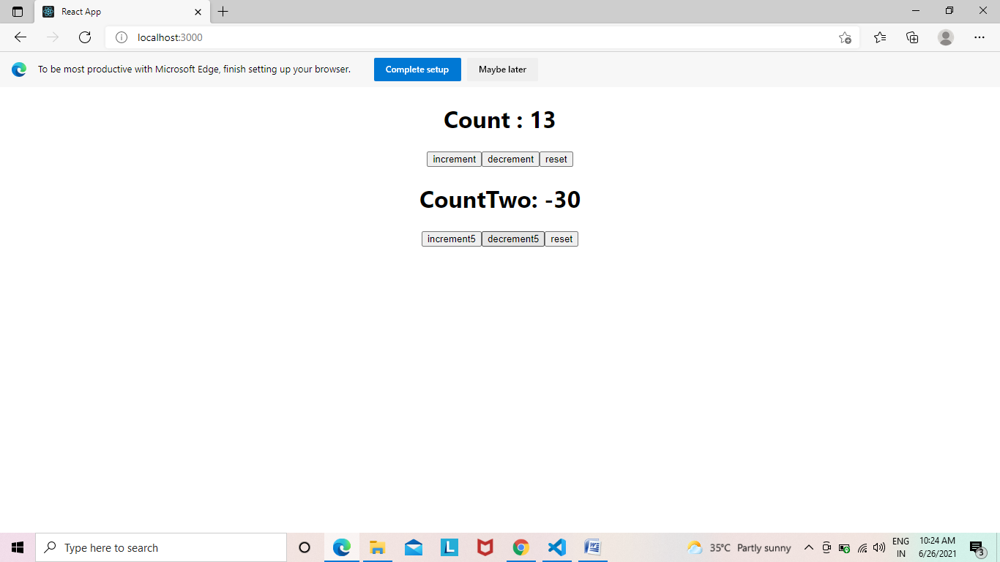 React App
localhost:3000
To be most productive with Microsoft Edge, finish setting up your browser. Complete setup Maybe later
Count : 13
increment decrement reset
CountTwo: -30
increment5 decrement5 reset
Type here to search L W 35°C Partly sunny ENG IN 10:24 AM 6/26/2021 3